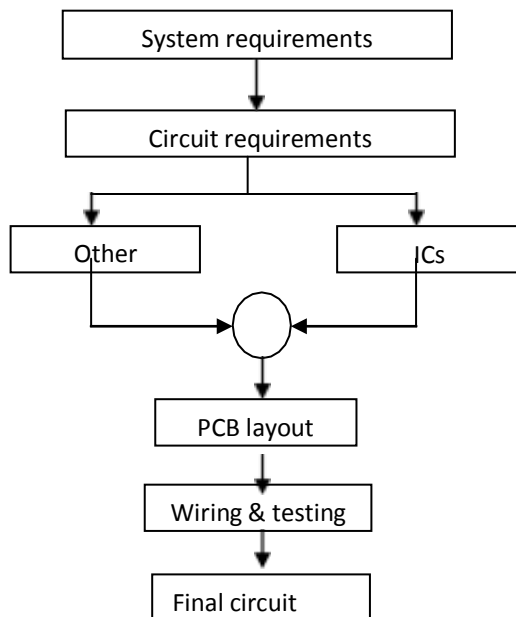 System requirements
Circuit requirements
Other
ICs
PCB layout
Wiring & testing
Final circuit